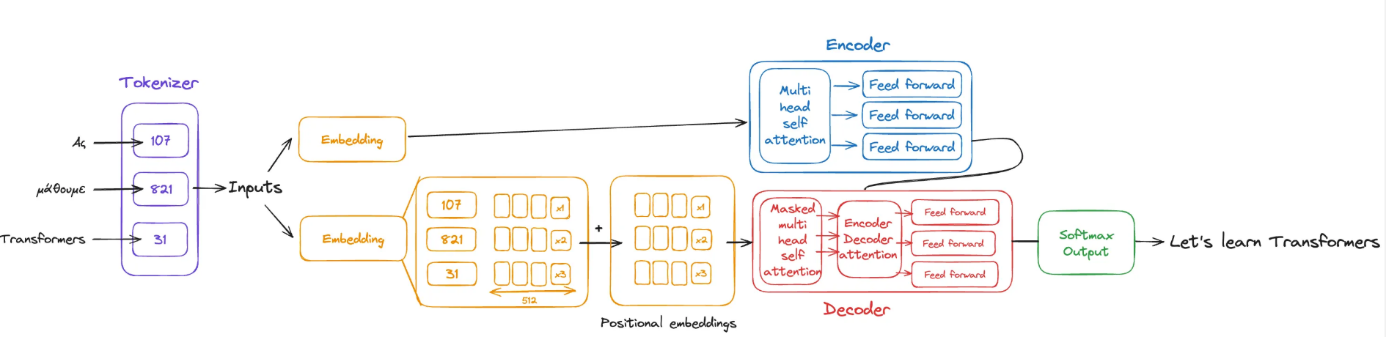 Tokenizer
Ας
107
μάθουμε
821
Transformers
31
Inputs
Embedding
Embedding
107
x1
821
x2
31
x3
512
+
x1
x2
x3
Positional embeddings
Encoder
Multi
head
self
attention
Feed forward
Feed forward
Feed forward
Masked
multi
head
self
attention
Encoder
Decoder
attention
Feed forward
Feed forward
Feed forward
Decoder
Softmax
Output
Let's learn Transformers